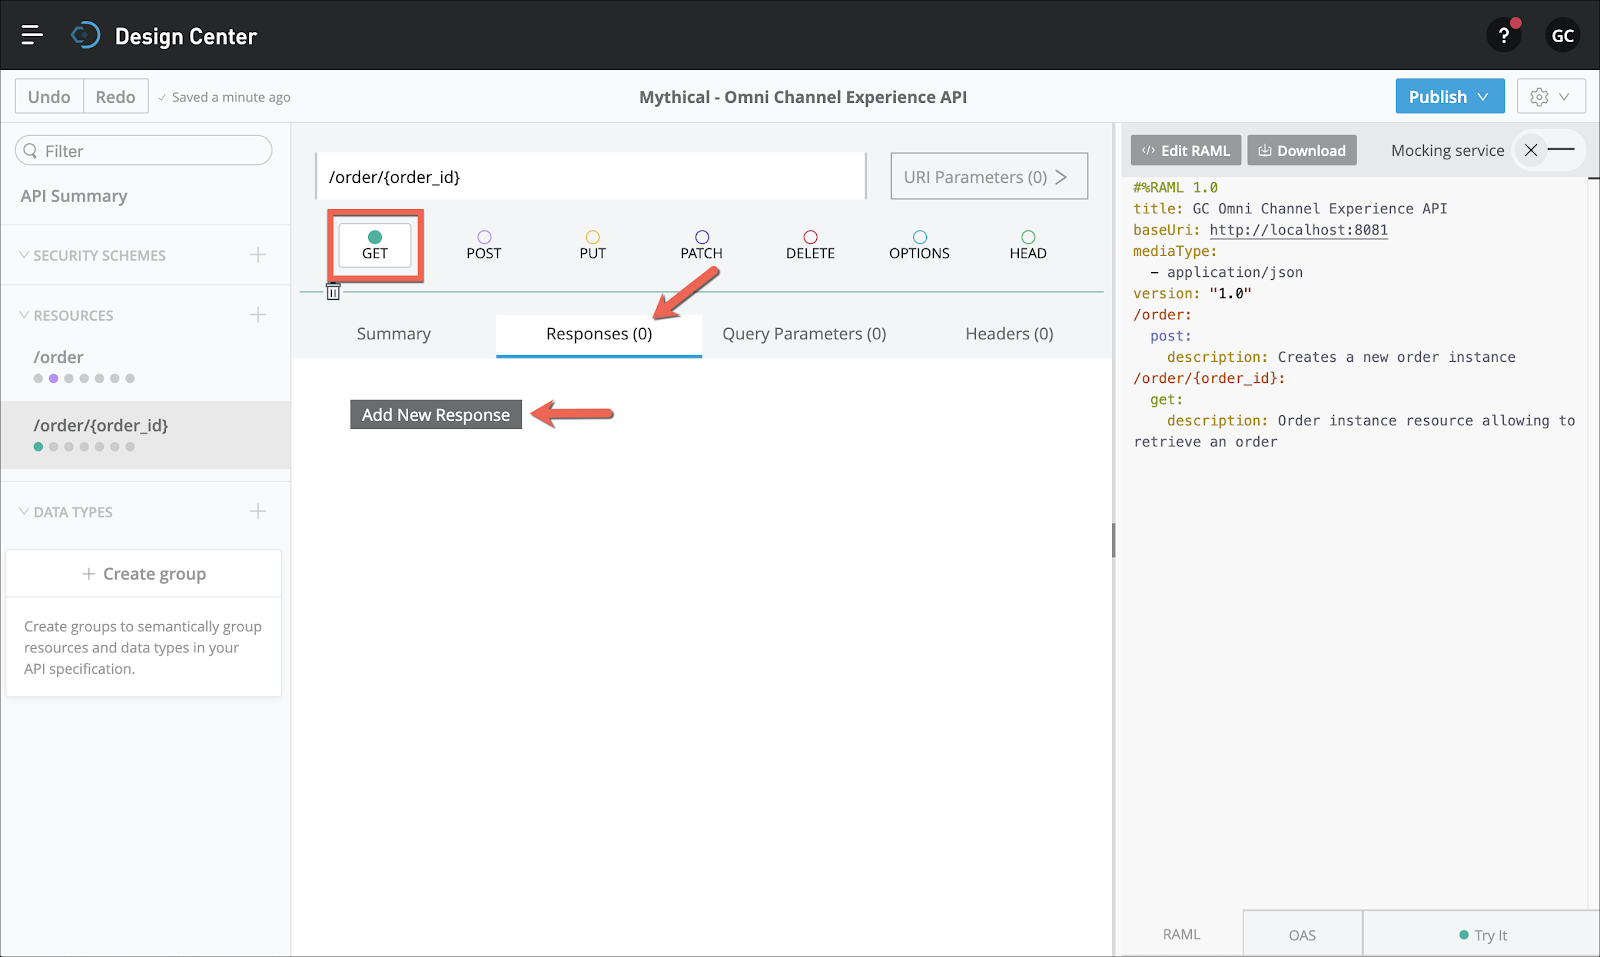 Design Center
?
GC
Undo
Redo
Saved a minute ago
Mythical - Omni Channel Experience API
Publish
Filter
API Summary
SECURITY SCHEMES
RESOURCES
/order
/order/{order_id}
DATA TYPES
Create group
Create groups to semantically group
resources and data types in your
API specification.
/order/{order_id}
URI Parameters (0)
GET
POST
PUT
PATCH
DELETE
OPTIONS
HEAD
Summary
Responses (0)
Query Parameters (0)
Headers (0)
Add New Response
</> Edit RAML
Download
Mocking service
#%RAML 1.0
title: GC Omni Channel Experience API
baseUri: http://localhost:8081
mediaType:
- application/json
version: "1.0"
/order:
post:
description: Creates a new order instance
/order/{order_id}:
get:
description: Order instance resource allowing to
retrieve an order
RAML
OAS
Try It